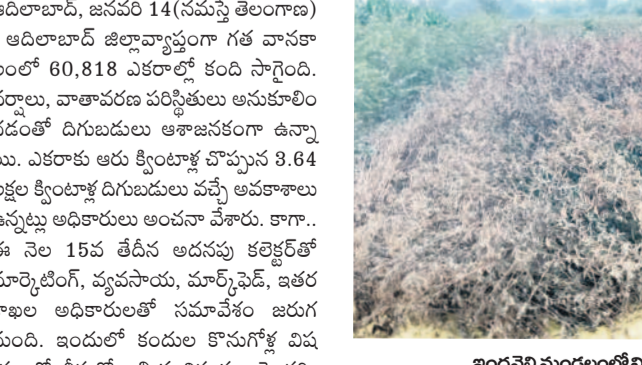 ఆదిలాబాద్, జనవరి 14(నమస్తే తెలంగాణ)
ఆదిలాబాద్ జిల్లావ్యాప్తంగా గత వానకా
లంలో 60,818 ఎకరాల్లో కంది సాగైంది.
వర్షాలు, వాతావరణ పరిస్థితులు అనుకూలిం
చడంతో దిగుబడులు ఆశాజనకంగా ఉన్నా
యి. ఎకరాకు ఆరు క్వింటాళ్ల చొప్పున 3.64
లక్షల క్వింటాళ్ల దిగుబడులు వచ్చే అవకాశాలు
ఉన్నట్లు అధికారులు అంచనా వేశారు. కాగా..
ఈ నెల 15వ తేదీన అదనపు కలెక్టర్‌తో
మార్కెటింగ్, వ్యవసాయ, మార్క్‌ఫెడ్, ఇతర
శాఖల అధికారులతో సమావేశం జరుగ
నుంది. ఇందులో కందుల కొనుగోళ్ల విష
ఇంద్రవెల్లి మండలంలోని